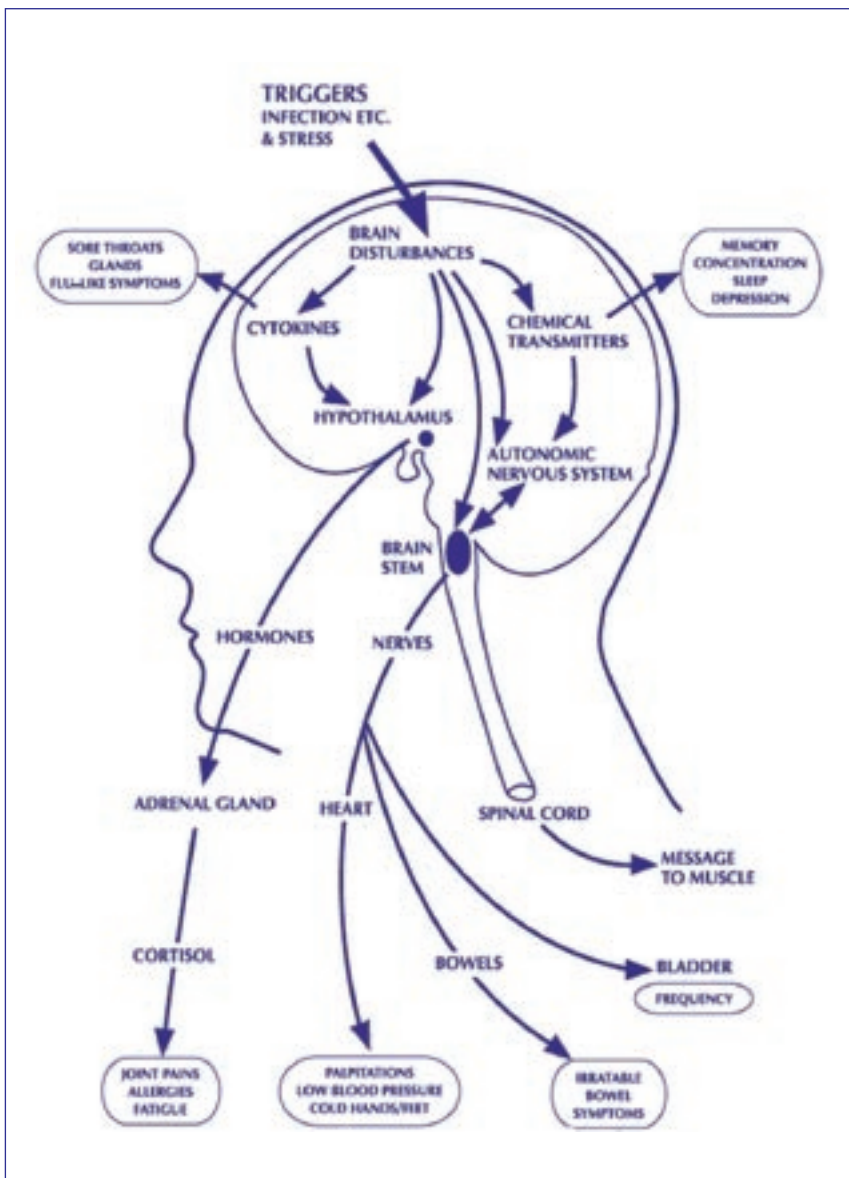 TRIGGERS
INFECTION ETC.
& STRESS
BRAIN
DISTURBANCES
SORE THROATS
GLANDS
FLU-LIKE SYMPTOMS
MEMORY
CONCENTRATION
SLEEP
DEPRESSION
CYTOKINES
CHEMICAL
TRANSMITTERS
HYPOTHALAMUS
AUTONOMIC
NERVOUS SYSTEM
BRAIN
STEM
HORMONES
NERVES
ADRENAL GLAND
HEART
SPINAL CORD
MESSAGE
TO MUSCLE
CORTISOL
BOWELS
BLADDER
FREQUENCY
JOINT PAINS
ALLERGIES
FATIGUE
PALPITATIONS
LOW BLOOD PRESSURE
COLD HANDS/FEET
IRRATABLE
BOWEL
SYMPTOMS